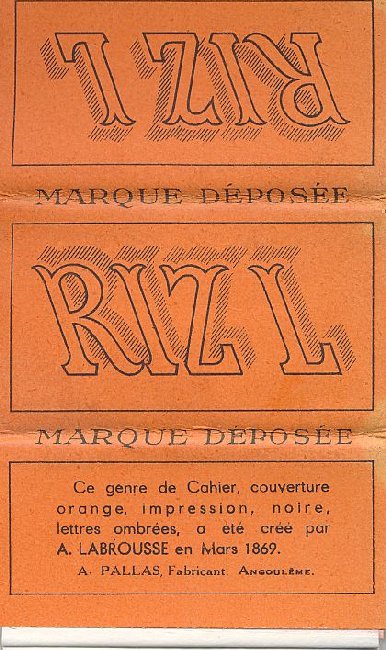 RIZ L
MARQUE DÉPOSÉE
RIZ L
MARQUE DÉPOSÉE
Ce genre de Cahier, couverture
orange, impression, noire,
lettres ombrées, a été créé par
A. LABROUSSE en Mars 1869.
A. PALLAS, Fabricant. ANGOULÊME.